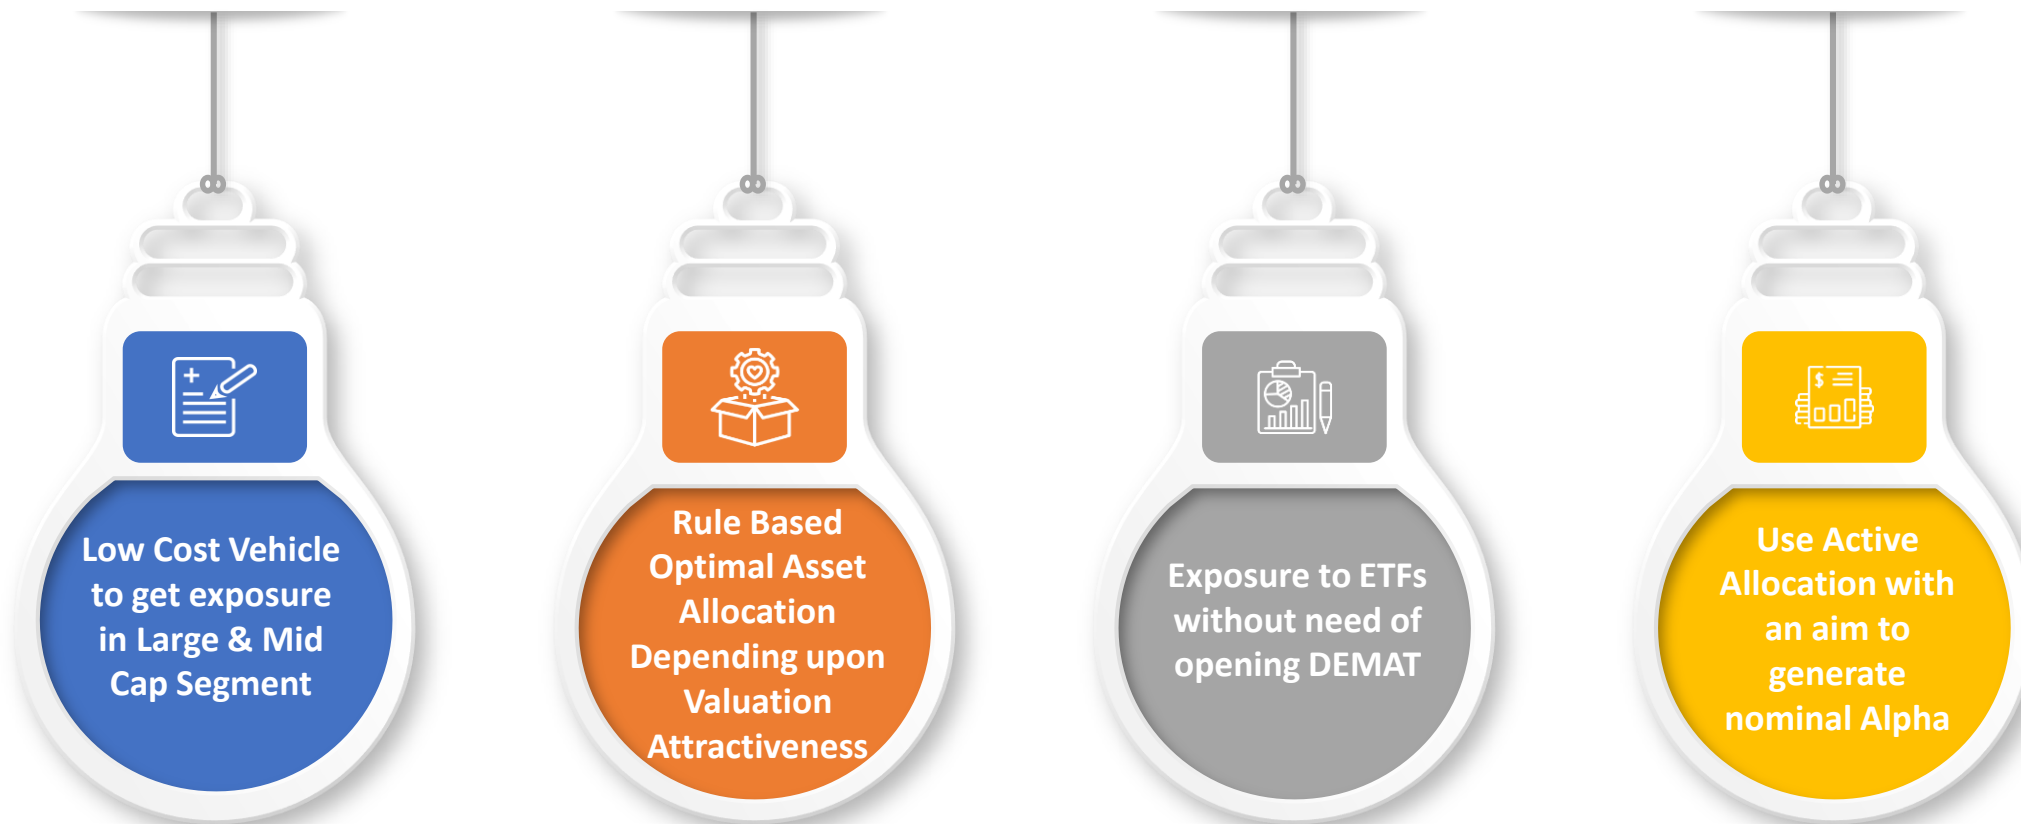 Low Cost Vehicle
to get exposure
in Large & Mid
Cap Segment
Rule Based
Optimal Asset
Allocation
Depending upon
Valuation
Attractiveness
Exposure to ETFs
without need of
opening DEMAT
$
Use Active
Allocation with
an aim to
generate
nominal Alpha